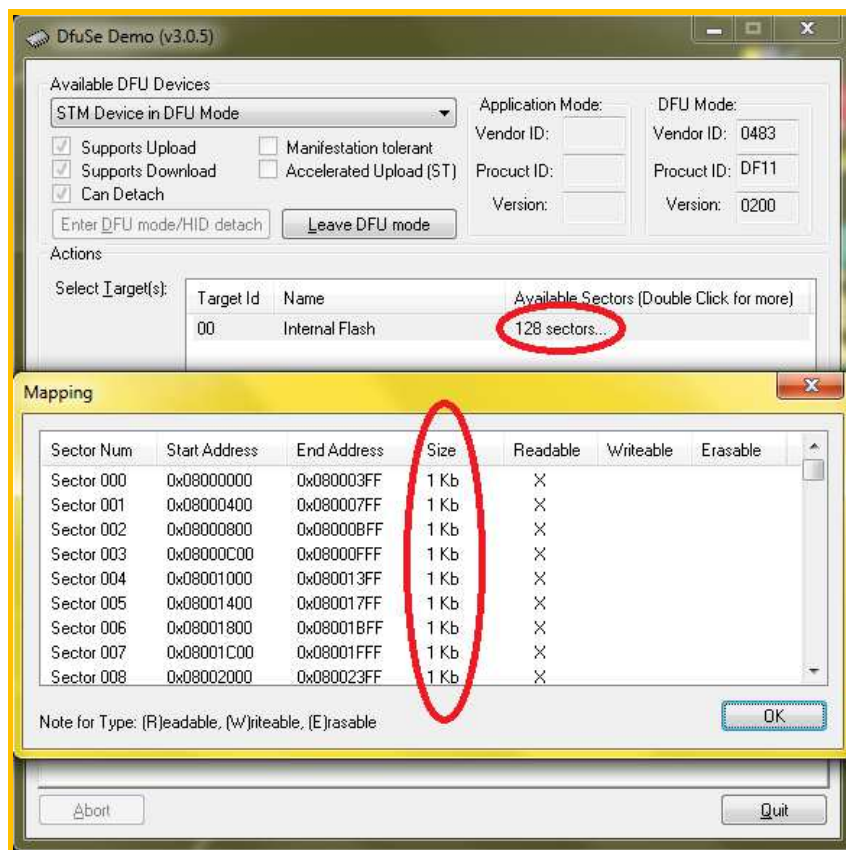 DfuSe Demo (v3.0.5)
Available DFU Devices
STM Device in DFU Mode
Supports Upload
Manifestation tolerant
Supports Download
Accelerated Upload (ST)
Can Detach
Enter DFU mode/HID detach
Leave DFU mode
Application Mode:
Vendor ID:
Procuct ID:
Version:
DFU Mode:
Vendor ID: 0483
Procuct ID: DF11
Version: 0200
Actions
Select Target(s):
Target Id Name Available Sectors (Double Click for more)
00 Internal Flash 128 sectors...
Mapping
Sector Num Start Address End Address Size Readable Writeable Erasable
Sector 000 0x08000000 0x080003FF 1 Kb X
Sector 001 0x08000400 0x080007FF 1 Kb X
Sector 002 0x08000800 0x08000BFF 1 Kb X
Sector 003 0x08000C00 0x08000FFF 1 Kb X
Sector 004 0x08001000 0x080013FF 1 Kb X
Sector 005 0x08001400 0x080017FF 1 Kb X
Sector 006 0x08001800 0x08001BFF 1 Kb X
Sector 007 0x08001C00 0x08001FFF 1 Kb X
Sector 008 0x08002000 0x080023FF 1 Kb X
Note for Type: (R)eadable, (W)riteable, (E)rasable
OK
Abort
Quit